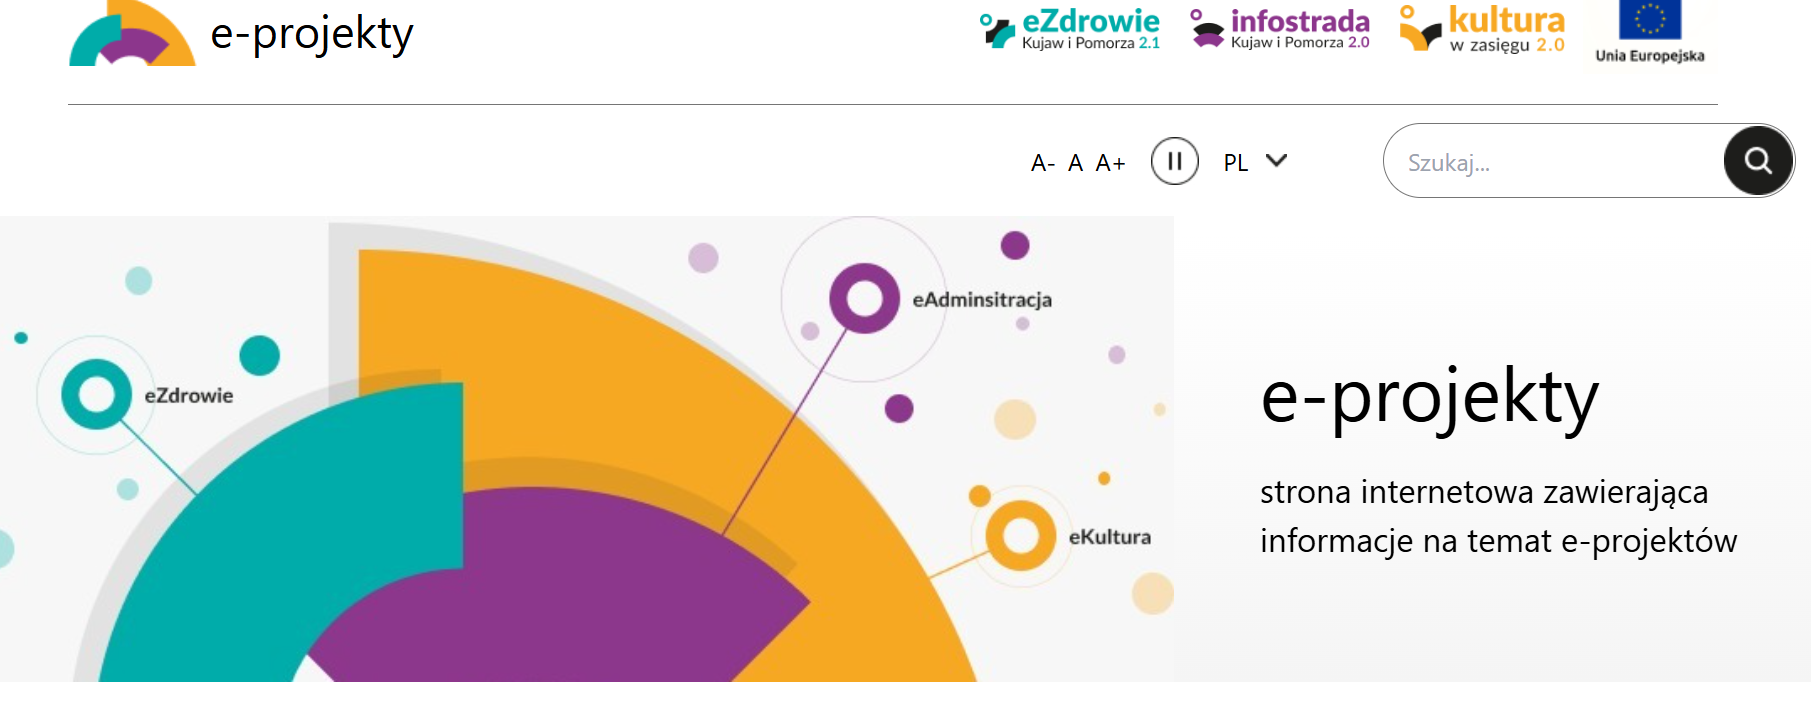 e-projekty
eZdrowie
Kujaw i Pomorza 2.1
infostrada
Kujaw i Pomorza 2.0
kultura
w zasięgu 2.0
Unia Europejska
A- A A+
PL
Szukaj...
eAdminsitracja
eZdrowie
eKultura
e-projekty
strona internetowa zawierająca
informacje na temat e-projektów